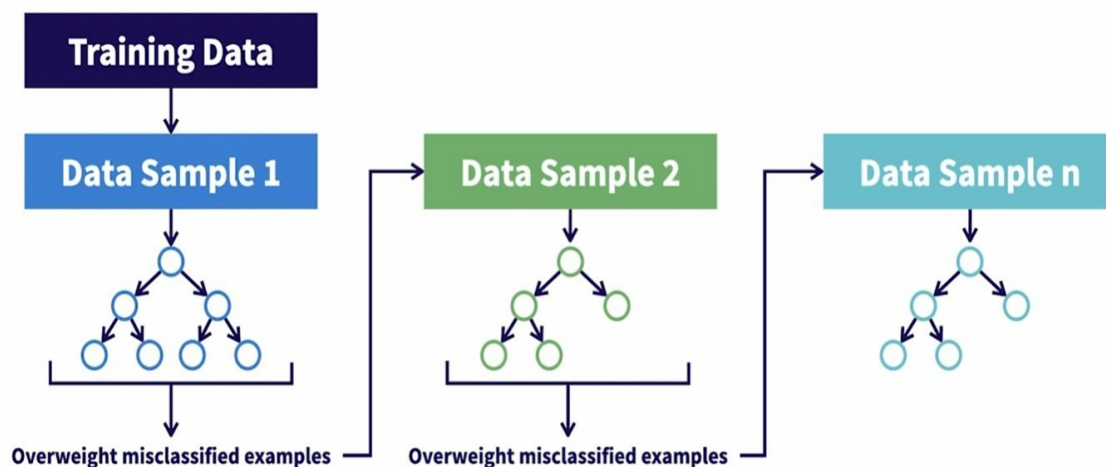 Training Data
Data Sample 1
Data Sample 2
Data Sample n
Overweight misclassified examples
Overweight misclassified examples